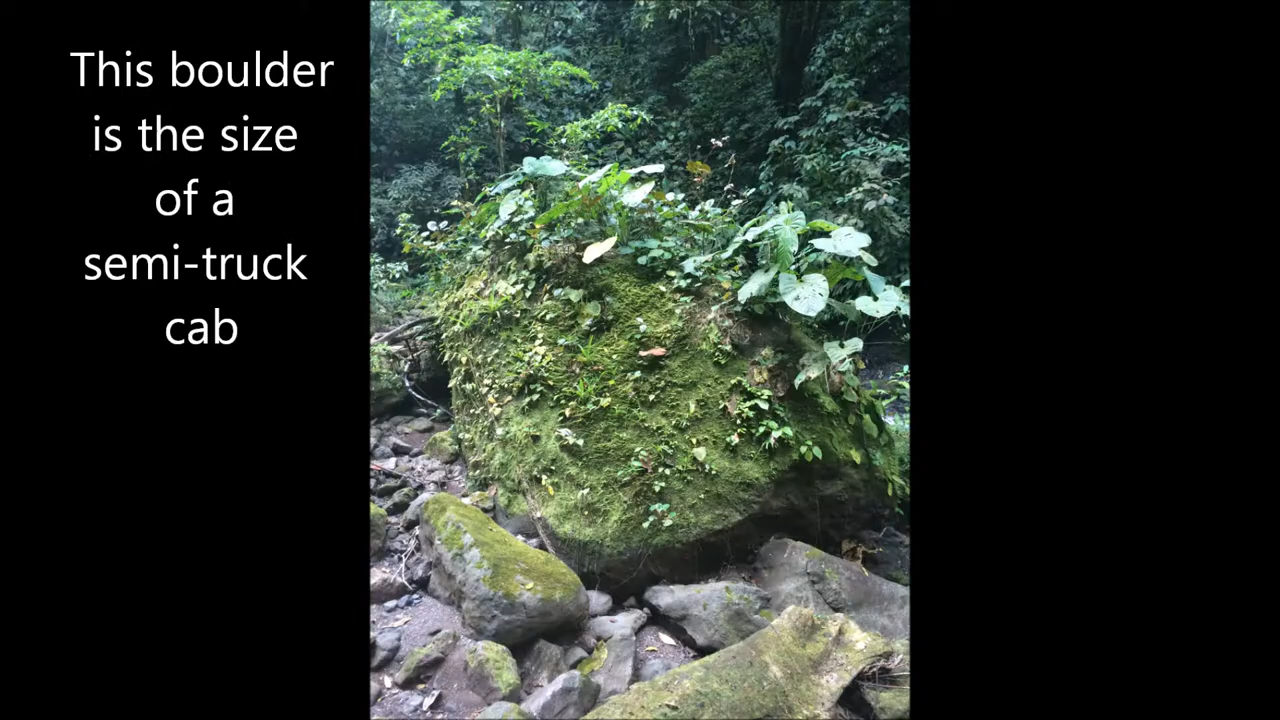 This boulder
is the size
of a
semi-truck
cab